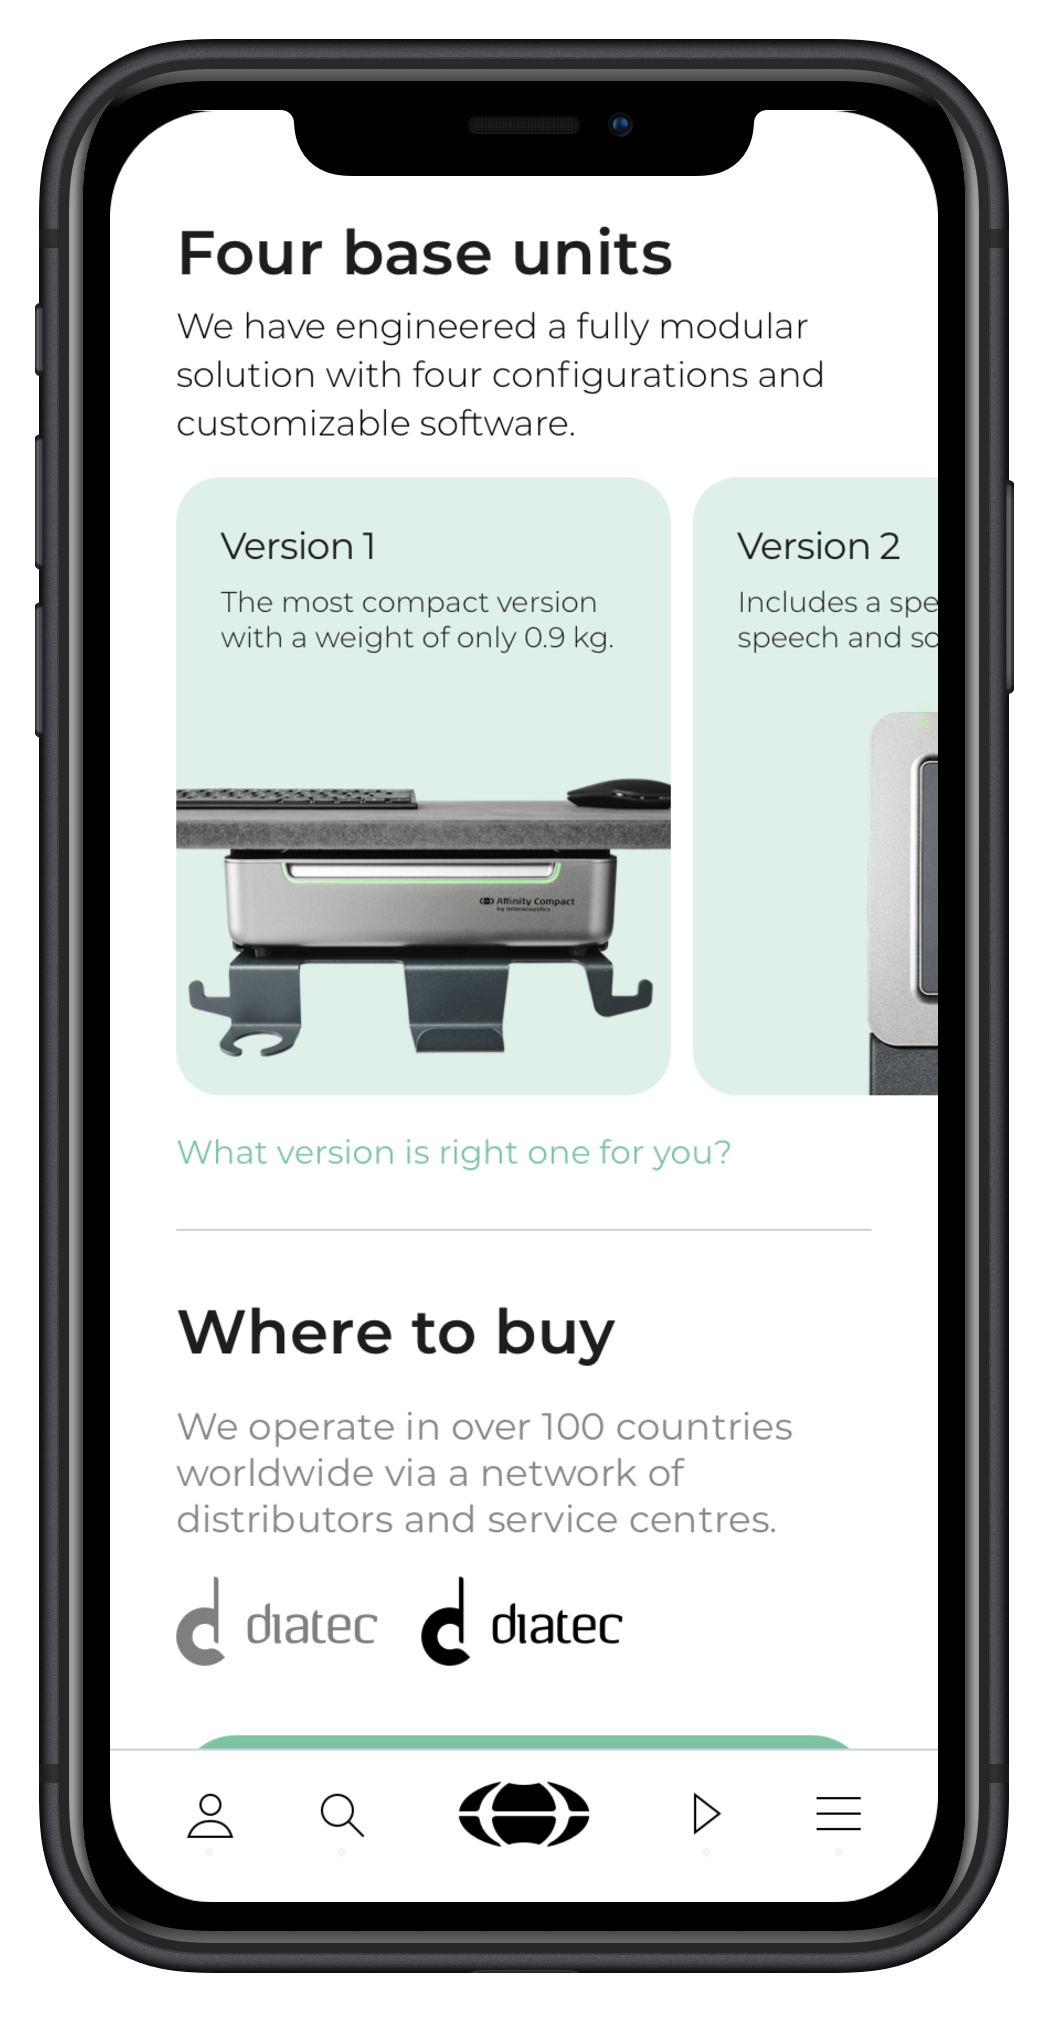 Four base units
We have engineered a fully modular
solution with four configurations and
customizable software.
Version 1
The most compact version
with a weight of only 0.9 kg.
Affinity Compact
by Interacoustics
Version 2
Includes a
speech and
What version is right one for you?
Where to buy
We operate in over 100 countries
worldwide via a network of
distributors and service centres.
diatec diatec